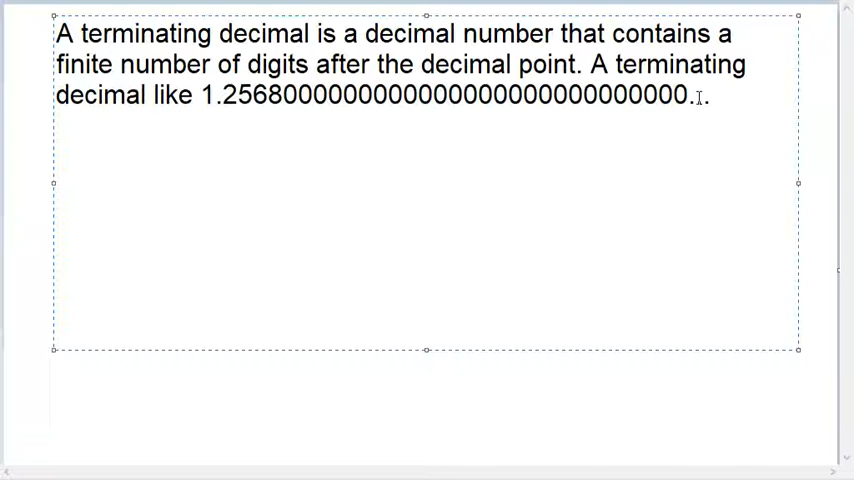 A terminating decimal is a decimal number that contains a
finite number of digits after the decimal point. A terminating
decimal like 1.2568000000000000000000000000000...